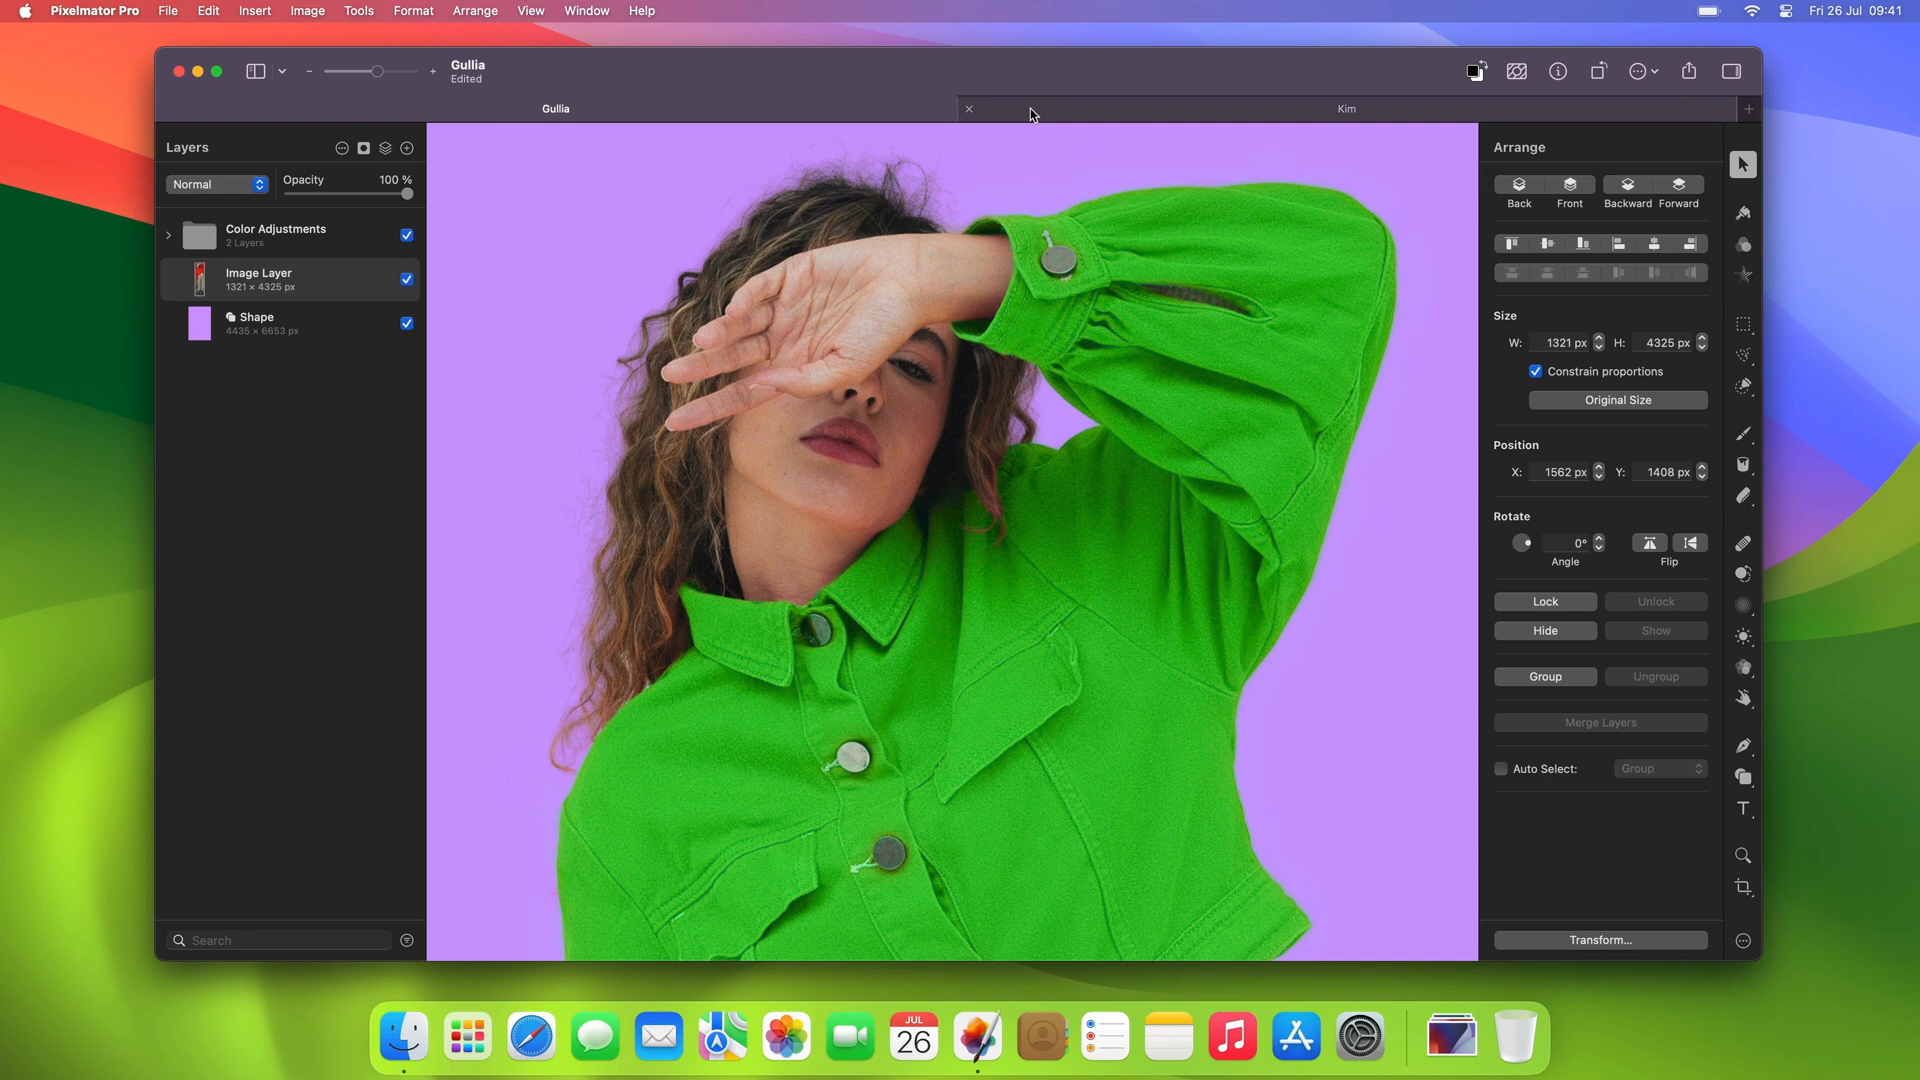 Pixelmator Pro File Edit Insert Image Tools Format Arrange View Window Help Fri 26 Jul 09:41
Gullia
Edited
Gullia
Kim
Layers
Normal
Opacity 100 %
Color Adjustments
2 Layers
Image Layer
1321 × 4325 px
Shape
4435 × 6653 px
Search
Arrange
Back Front Backward Forward
Size
W: 1321 px H: 4325 px
Constrain proportions
Original Size
Position
X: 1562 px Y: 1408 px
Rotate
0°
Angle Flip
Lock Unlock
Hide Show
Group Ungroup
Merge Layers
Auto Select: Group
Transform...
JUL
26